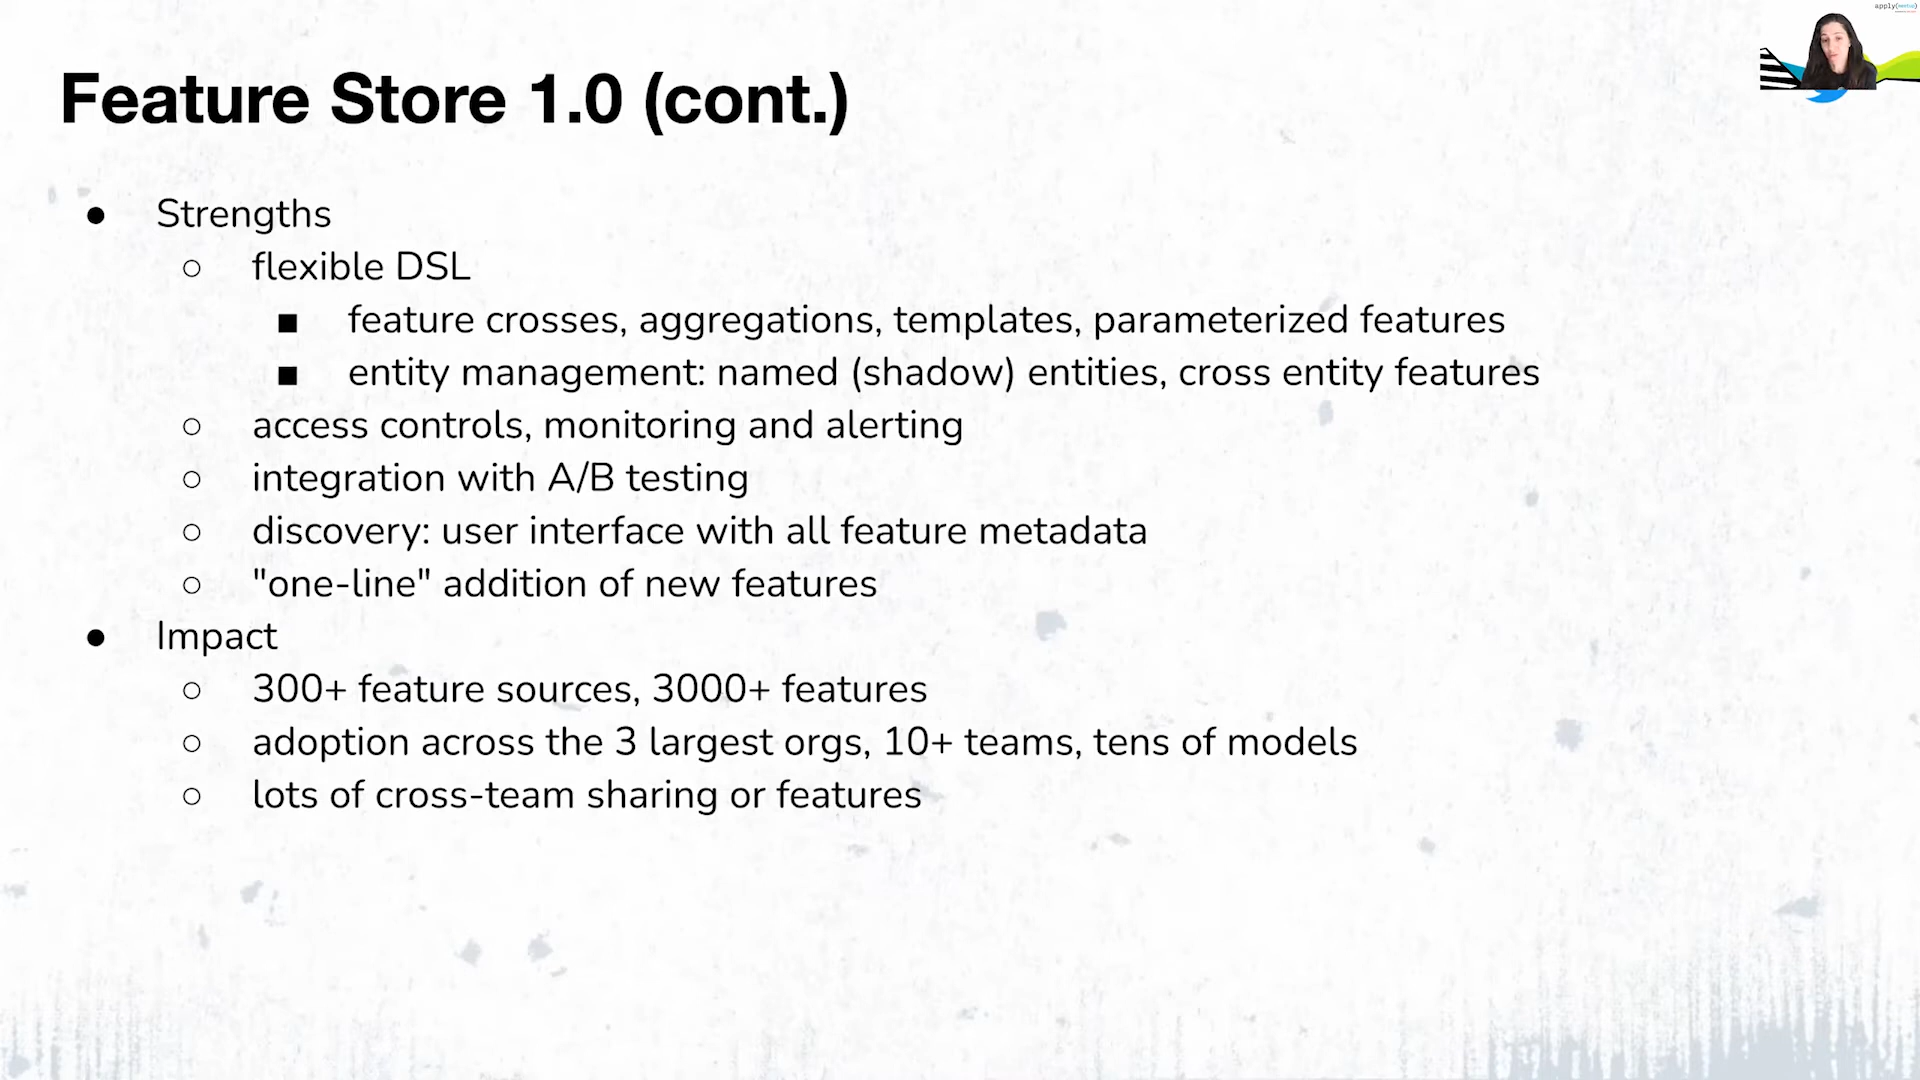 apply(meetup)
Feature Store 1.0 (cont.)
● Strengths
○ flexible DSL
■ feature crosses, aggregations, templates, parameterized features
■ entity management: named (shadow) entities, cross entity features
○ access controls, monitoring and alerting
○ integration with A/B testing
○ discovery: user interface with all feature metadata
○ "one-line" addition of new features
● Impact
○ 300+ feature sources, 3000+ features
○ adoption across the 3 largest orgs, 10+ teams, tens of models
○ lots of cross-team sharing or features